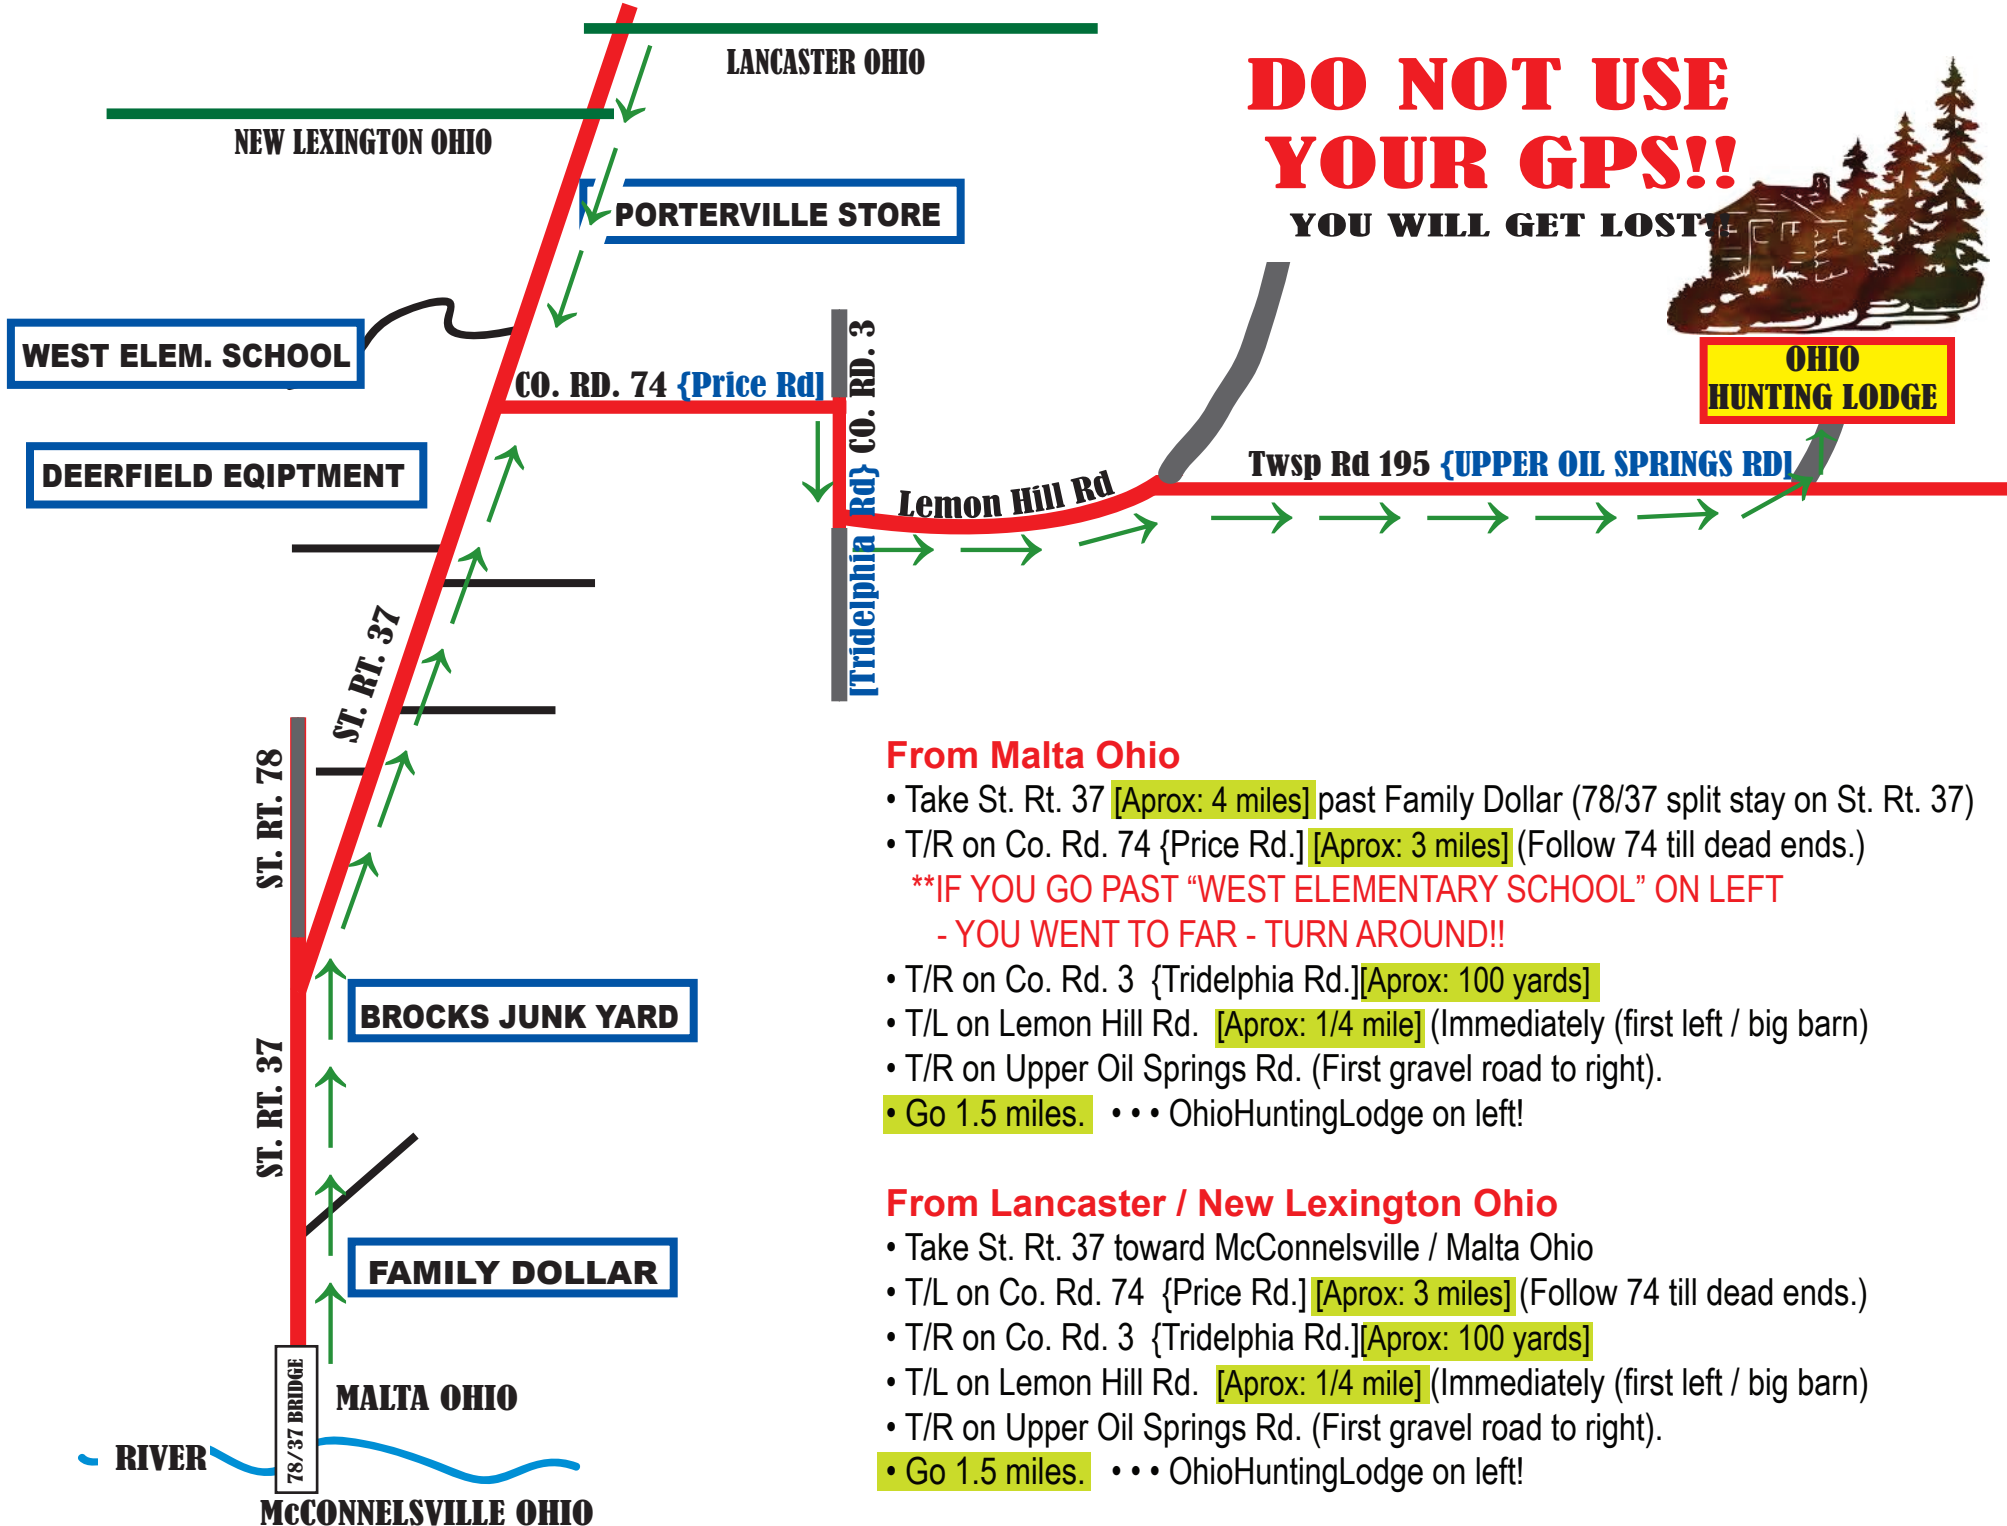 LANCASTER OHIO
NEW LEXINGTON OHIO
DO NOT USE
YOUR GPS!!
YOU WILL GET LOST!!
PORTERVILLE STORE
WEST ELEM. SCHOOL
CO. RD. 74 {Price Rd]
[Tridelphia Rd} CO. RD. 3
OHIO
HUNTING LODGE
DEERFIELD EQIPTMENT
Lemon Hill Rd
Twsp Rd 195 {UPPER OIL SPRINGS RD]
ST. RT. 37
ST. RT. 78
BROCKS JUNK YARD
ST. RT. 37
FAMILY DOLLAR
78/37 BRIDGE
MALTA OHIO
RIVER
McCONNELSVILLE OHIO
From Malta Ohio
• Take St. Rt. 37 [Aprox: 4 miles] past Family Dollar (78/37 split stay on St. Rt. 37)
• T/R on Co. Rd. 74 {Price Rd.] [Aprox: 3 miles] (Follow 74 till dead ends.)
**IF YOU GO PAST “WEST ELEMENTARY SCHOOL” ON LEFT
- YOU WENT TO FAR - TURN AROUND!!
• T/R on Co. Rd. 3 {Tridelphia Rd.][Aprox: 100 yards]
• T/L on Lemon Hill Rd. [Aprox: 1/4 mile] (Immediately (first left / big barn)
• T/R on Upper Oil Springs Rd. (First gravel road to right).
• Go 1.5 miles. • • • OhioHuntingLodge on left!
From Lancaster / New Lexington Ohio
• Take St. Rt. 37 toward McConnelsville / Malta Ohio
• T/L on Co. Rd. 74 {Price Rd.] [Aprox: 3 miles] (Follow 74 till dead ends.)
• T/R on Co. Rd. 3 {Tridelphia Rd.][Aprox: 100 yards]
• T/L on Lemon Hill Rd. [Aprox: 1/4 mile] (Immediately (first left / big barn)
• T/R on Upper Oil Springs Rd. (First gravel road to right).
• Go 1.5 miles. • • • OhioHuntingLodge on left!